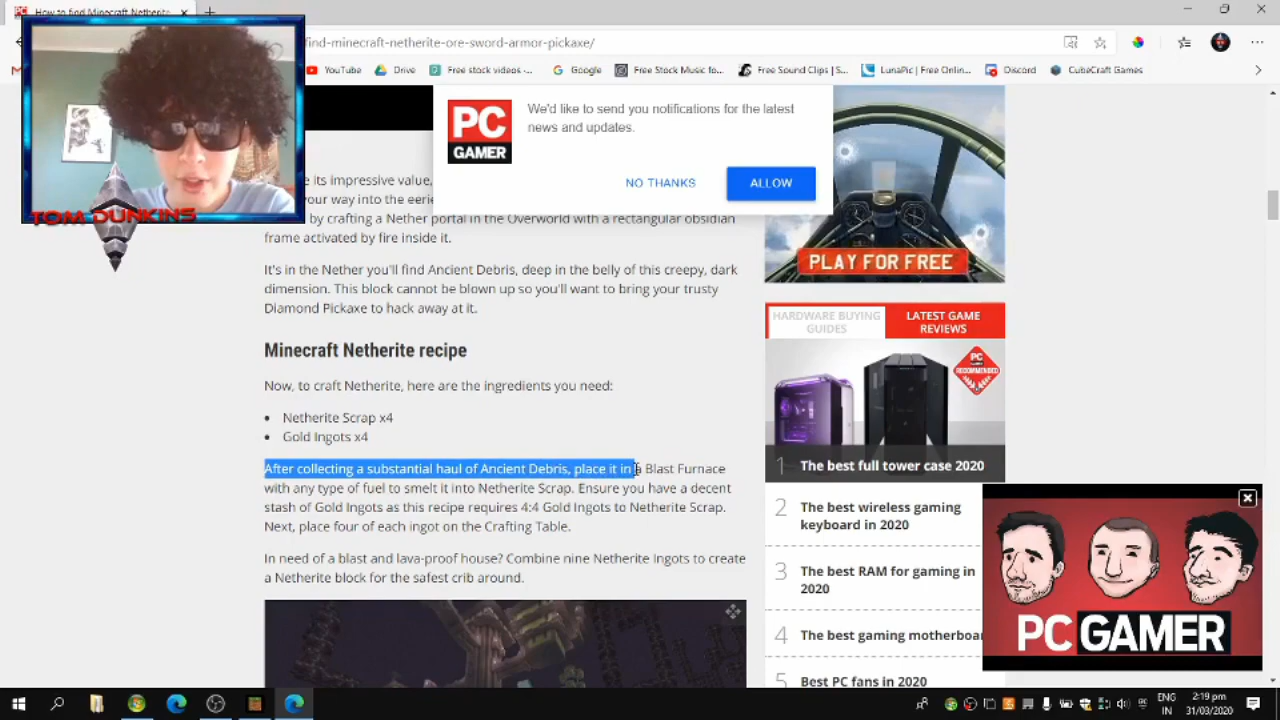 How to find Minecraft Netherite
find-minecraft-netherite-ore-sword-armor-pickaxe/
YouTube
Drive
Free stock videos -...
Google
Free Stock Music fo...
Free Sound Clips | S...
LunaPic | Free Onlin...
Discord
CubeCraft Games
We'd like to send you notifications for the latest
news and updates.
PC
GAMER
NO THANKS
ALLOW
TOM DUNKINS
its impressive value,
your way into the eerie
by crafting a Nether portal in the Overworld with a rectangular obsidian
frame activated by fire inside it.
It's in the Nether you'll find Ancient Debris, deep in the belly of this creepy, dark
dimension. This block cannot be blown up so you'll want to bring your trusty
Diamond Pickaxe to hack away at it.
Minecraft Netherite recipe
Now, to craft Netherite, here are the ingredients you need:
• Netherite Scrap x4
• Gold Ingots x4
After collecting a substantial haul of Ancient Debris, place it in a Blast Furnace
with any type of fuel to smelt it into Netherite Scrap. Ensure you have a decent
stash of Gold Ingots as this recipe requires 4:4 Gold Ingots to Netherite Scrap.
Next, place four of each ingot on the Crafting Table.
In need of a blast and lava-proof house? Combine nine Netherite Ingots to create
a Netherite block for the safest crib around.
PLAY FOR FREE
HARDWARE BUYING
GUIDES
LATEST GAME
REVIEWS
PC
GAMER
RECOMMENDED
1 The best full tower case 2020
2 The best wireless gaming
keyboard in 2020
3 The best RAM for gaming in
2020
4 The best gaming motherboar
5 Best PC fans in 2020
PC GAMER
ENG
IN
2:19 pm
31/03/2020